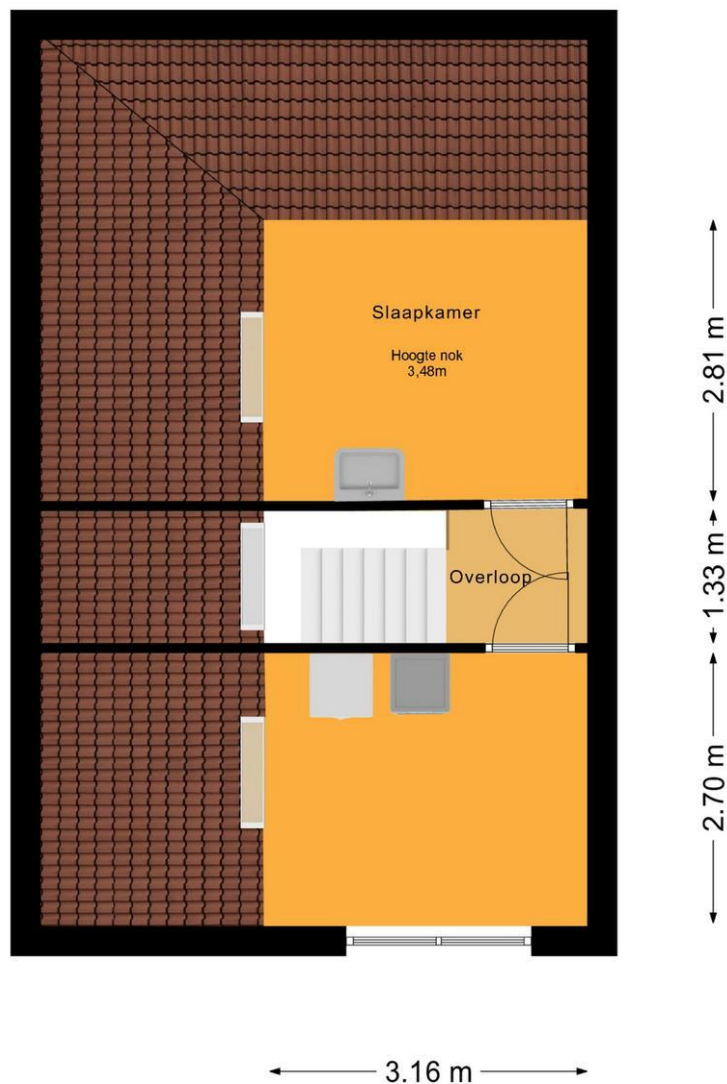 Slaapkamer
Hoogte nok
3,48m
2.81 m
Overloop
1.33 m
2.70 m
3.16 m